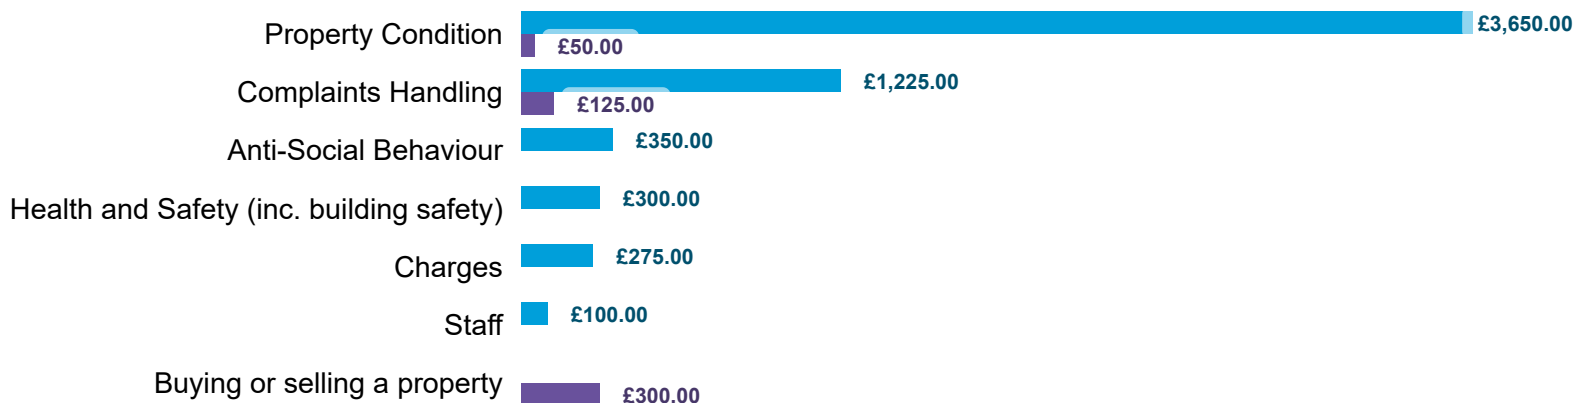 Property Condition
£3,650.00
£50.00
Complaints Handling
£1,225.00
£125.00
Anti-Social Behaviour
£350.00
Health and Safety (inc. building safety)
£300.00
Charges
£275.00
Staff
£100.00
Buying or selling a property
£300.00